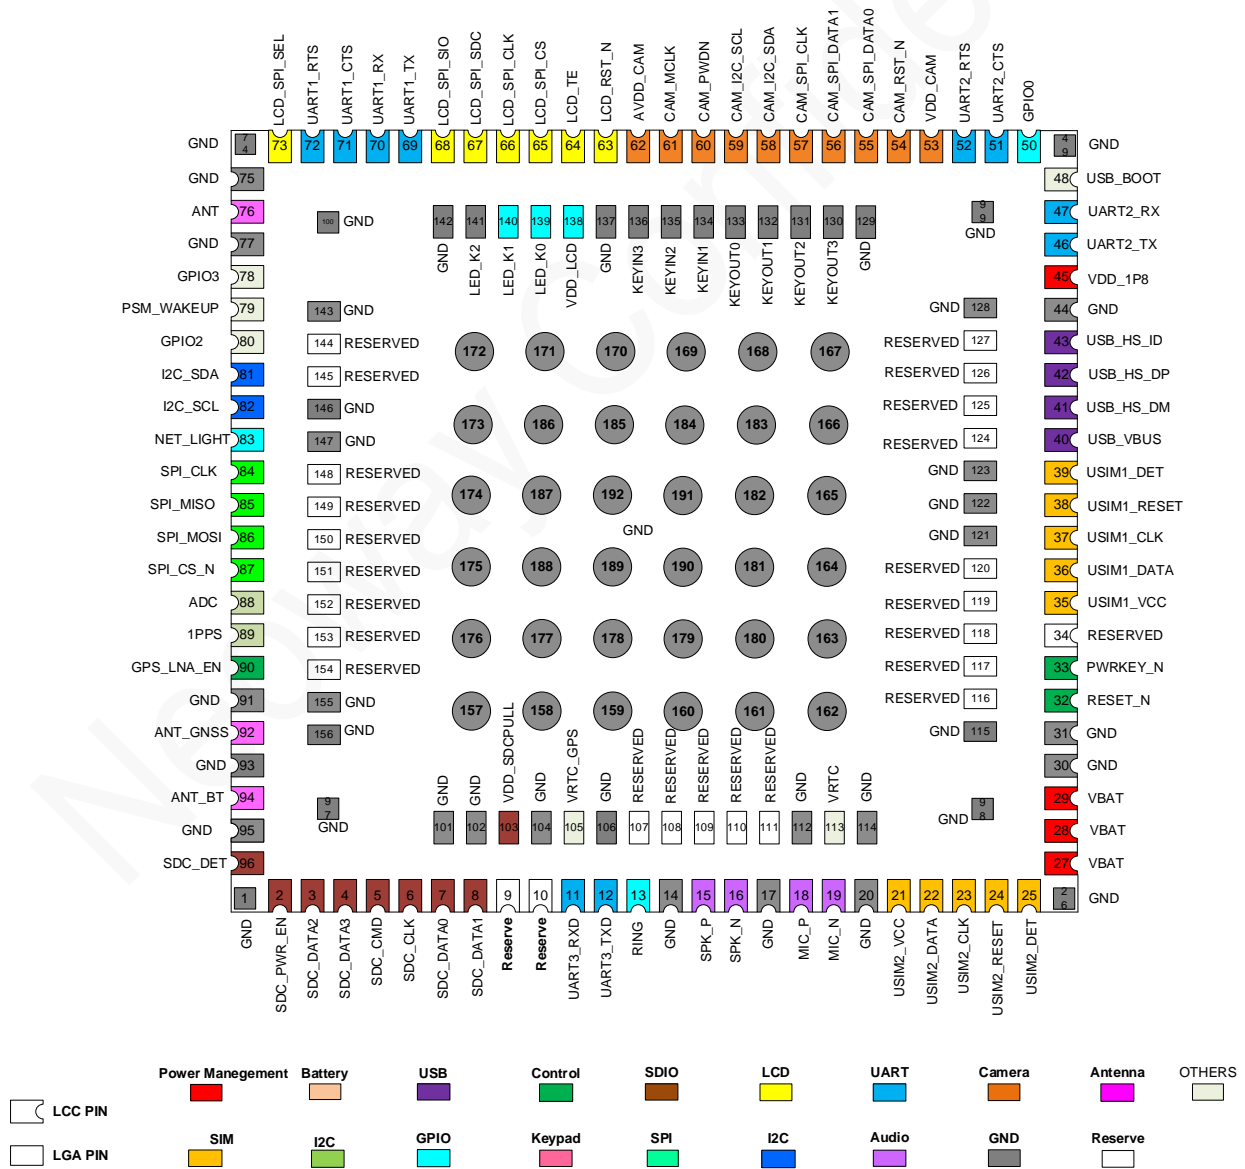 LCD_SPI_SEL
UART1_RTS
UART1_CTS
UART1_RX
UART1_TX
LCD_SPI_SIO
LCD_SPI_SDC
LCD_SPI_CLK
LCD_SPI_CS
LCD_TE
LCD_RST_N
AVDD_CAM
CAM_MCLK
CAM_PWDN
CAM_I2C_SCL
CAM_I2C_SDA
CAM_SPI_CLK
CAM_SPI_DATA1
CAM_SPI_DATA0
CAM_RST_N
VDD_CAM
UART2_RTS
UART2_CTS
GPIO0
GND 74 73 72 71 70 69 68 67 66 65 64 63 62 61 60 59 58 57 56 55 54 53 52 51 50 49 GND
GND 75
ANT 76
GND 77
GPIO3 78
PSM_WAKEUP 79
GPIO2 80
I2C_SDA 81
I2C_SCL 82
NET_LIGHT 83
SPI_CLK 84
SPI_MISO 85
SPI_MOSI 86
SPI_CS_N 87
ADC 88
1PPS 89
GPS_LNA_EN 90
GND 91
ANT_GNSS 92
GND 93
ANT_BT 94
GND 95
SDC_DET 96
100 GND
143 GND
144 RESERVED
145 RESERVED
146 GND
147 GND
148 RESERVED
149 RESERVED
150 RESERVED
151 RESERVED
152 RESERVED
153 RESERVED
154 RESERVED
155 GND
156 GND
97
GND
142 141 140 139 138 137 136 135 134 133 132 131 130 129
GND
LED_K2
LED_K1
LED_K0
VDD_LCD
GND
KEYIN3
KEYIN2
KEYIN1
KEYOUT0
KEYOUT1
KEYOUT2
KEYOUT3
GND
172 171 170 169 168 167
173 186 185 184 183 166
174 187 192 191 182 165
GND
175 188 189 190 181 164
176 177 178 179 180 163
157 158 159 160 161 162
GND
GND
VDD_SDCPULL
GND
VRTC_GPS
GND
RESERVED
RESERVED
RESERVED
RESERVED
RESERVED
GND
VRTC
GND
101 102 103 104 105 106 107 108 109 110 111 112 113 114
99
GND
GND 128
RESERVED 127
RESERVED 126
RESERVED 125
RESERVED 124
GND 123
GND 122
GND 121
RESERVED 120
RESERVED 119
RESERVED 118
RESERVED 117
RESERVED 116
GND 115
98
GND
48 USB_BOOT
47 UART2_RX
46 UART2_TX
45 VDD_1P8
44 GND
43 USB_HS_ID
42 USB_HS_DP
41 USB_HS_DM
40 USB_VBUS
39 USIM1_DET
38 USIM1_RESET
37 USIM1_CLK
36 USIM1_DATA
35 USIM1_VCC
34 RESERVED
33 PWRKEY_N
32 RESET_N
31 GND
30 GND
29 VBAT
28 VBAT
27 VBAT
1 2 3 4 5 6 7 8 9 10 11 12 13 14 15 16 17 18 19 20 21 22 23 24 25 26 GND
GND
SDC_PWR_EN
SDC_DATA2
SDC_DATA3
SDC_CMD
SDC_CLK
SDC_DATA0
SDC_DATA1
Reserve
Reserve
UART3_RXD
UART3_TXD
RING
GND
SPK_P
SPK_N
GND
MIC_P
MIC_N
GND
USIM2_VCC
USIM2_DATA
USIM2_CLK
USIM2_RESET
USIM2_DET
Power Manegement Battery USB Control SDIO LCD UART Camera Antenna OTHERS
LCC PIN
SIM I2C GPIO Keypad SPI I2C Audio GND Reserve
LGA PIN